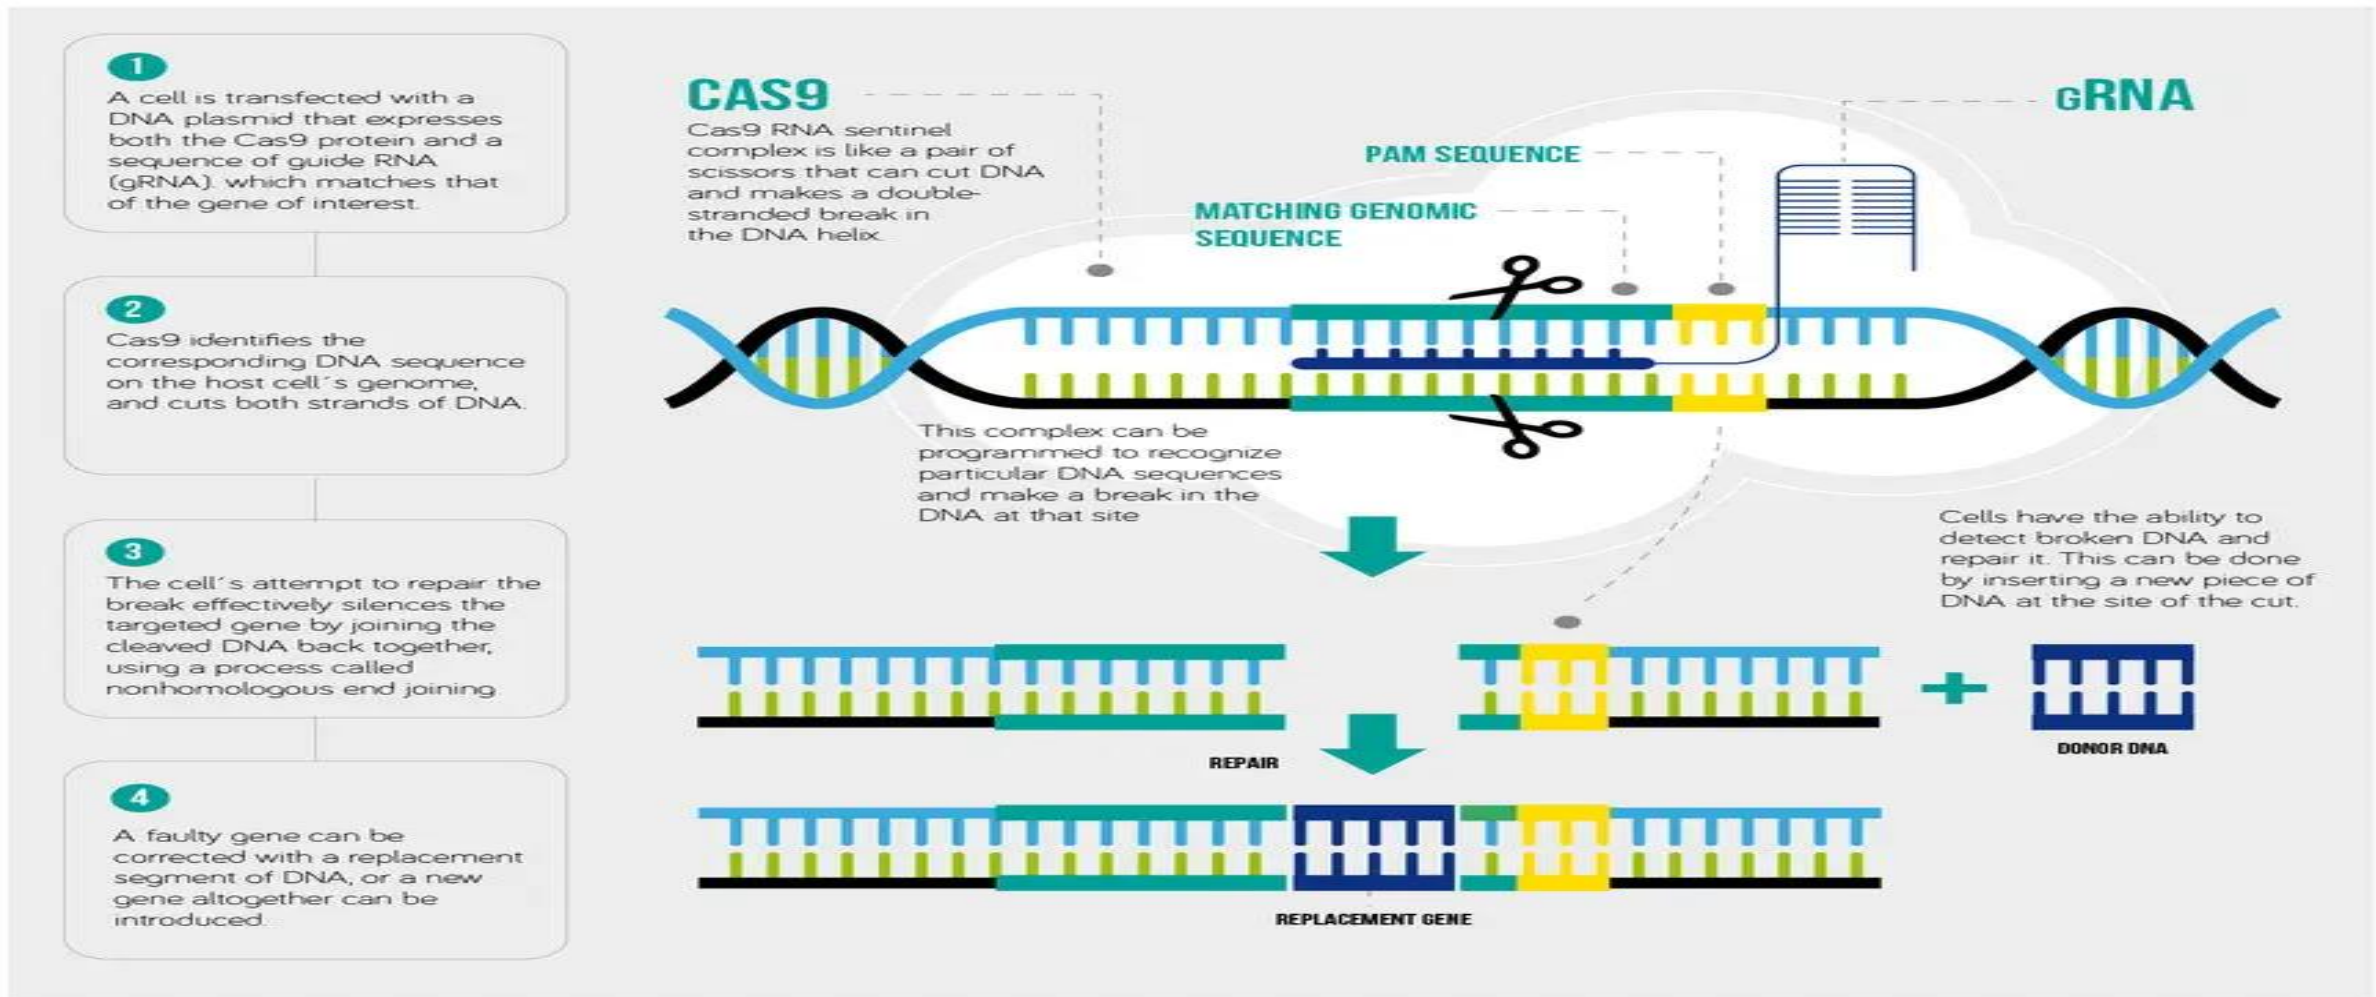 1
A cell is transfected with a
DNA plasmid that expresses
both the Cas9 protein and a
sequence of guide RNA
(gRNA). which matches that
of the gene of interest.
2
Cas9 identifies the
corresponding DNA sequence
on the host cell´s genome,
and cuts both strands of DNA.
3
The cell´s attempt to repair the
break effectively silences the
targeted gene by joining the
cleaved DNA back together,
using a process called
nonhomologous end joining
4
A faulty gene can be
corrected with a replacement
segment of DNA, or a new
gene altogether can be
introduced.
CAS9
Cas9 RNA sentinel
complex is like a pair of
scissors that can cut DNA
and makes a double-
stranded break in
the DNA helix.
GRNA
PAM SEQUENCE
MATCHING GENOMIC
SEQUENCE
This complex can be
programmed to recognize
particular DNA sequences
and make a break in the
DNA at that site
Cells have the ability to
detect broken DNA and
repair it. This can be done
by inserting a new piece of
DNA at the site of the cut.
DONOR DNA
REPAIR
REPLACEMENT GENE